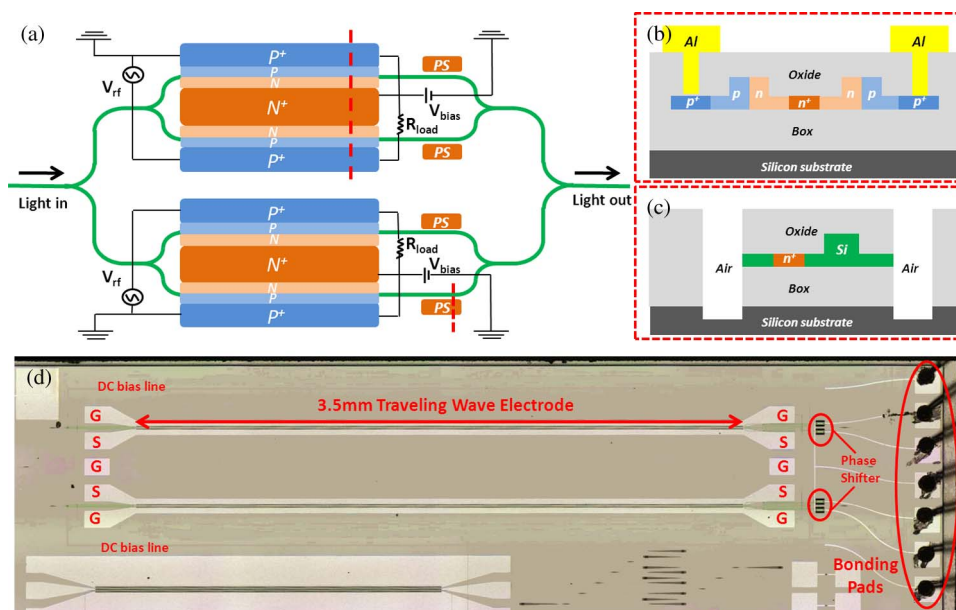 (a)
P+
P
N
N+
N
P
P+
Vrf
PS
Vbias
Rload
PS
Light in
Light out
P+
P
N
N+
N
P
P+
Vrf
PS
Rload
Vbias
PS
(b)
Al
Al
Oxide
p
n
n
p
p+
n+
p+
Box
Silicon substrate
(c)
Oxide
Si
Air
n+
Air
Box
Silicon substrate
(d)
DC bias line
3.5mm Traveling Wave Electrode
G
G
S
S
G
G
Phase
Shifter
S
S
G
G
DC bias line
Bonding
Pads